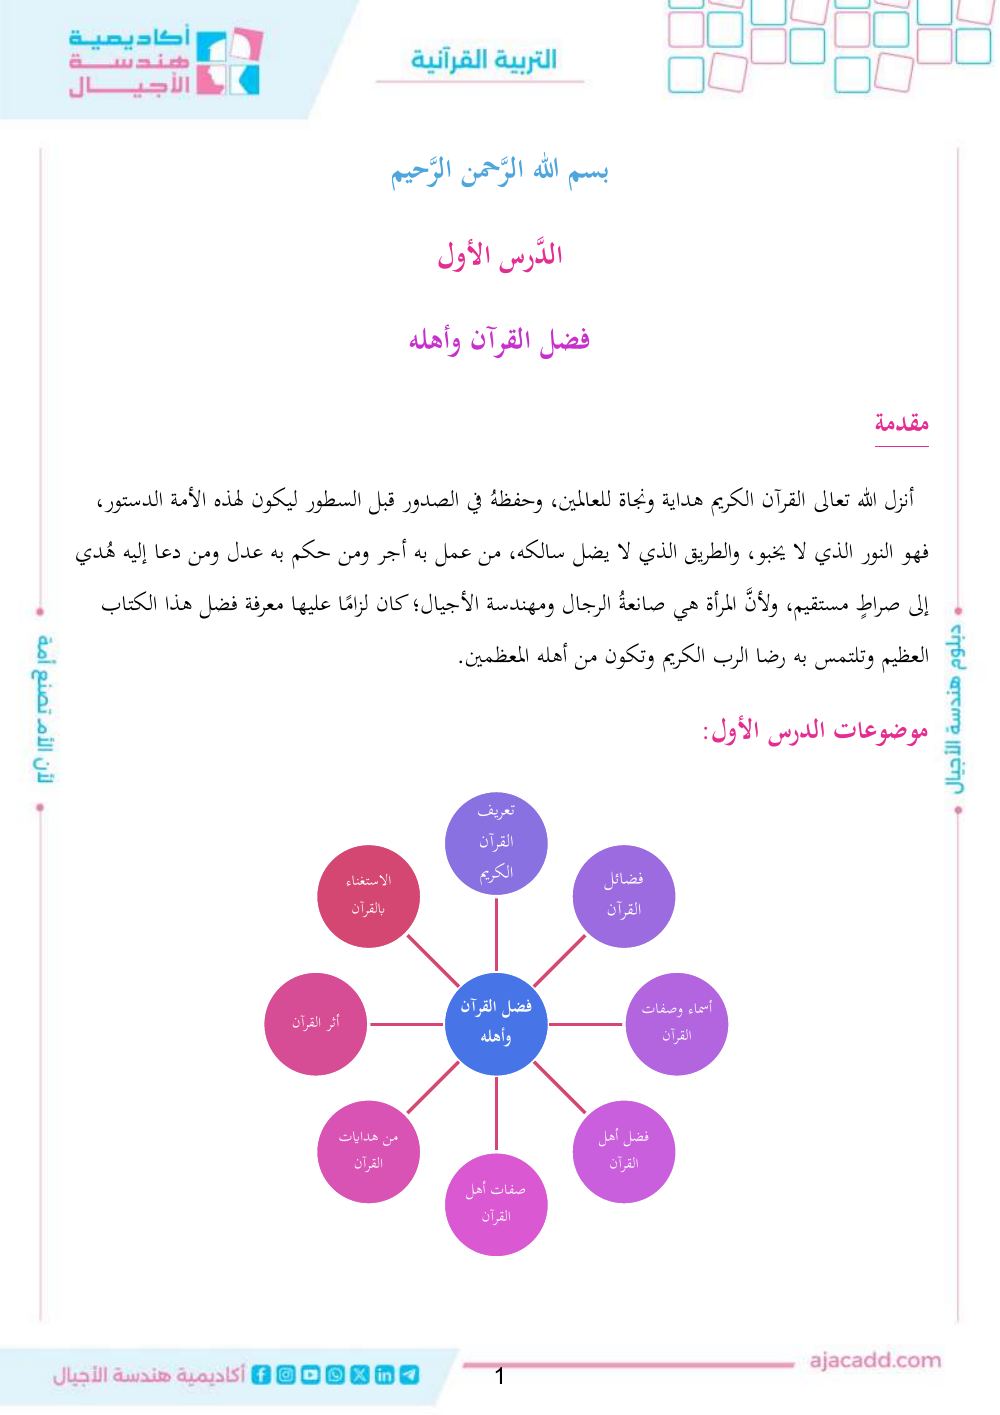 أكاديمية
هندسة
الأجيال
التربية القرآنية
بسم الله الرَّحمن الرَّحيم
الدَّرس الأول
فضل القرآن وأهله
مقدمة
أنزل الله تعالى القرآن الكريم هداية ونجاة للعالمين، وحفظهُ في الصدور قبل السطور ليكون لهذه الأمة الدستور،
فهو النور الذي لا يخبو، والطريق الذي لا يضل سالكه، من عمل به أجر ومن حكم به عدل ومن دعا إليه هُدي
إلى صراطٍ مستقيم، ولأنَّ المرأة هي صانعةُ الرجال ومهندسة الأجيال؛ كان لزامًا عليها معرفة فضل هذا الكتاب
العظيم وتلتمس به رضا الرب الكريم وتكون من أهله المعظمين.
دبلوم هندسة الأجيال
لأن الأم تصنع أمة
موضوعات الدرس الأول:
تعريف
القرآن
الكريم
فضائل
القرآن
أسماء وصفات
القرآن
فضل أهل
القرآن
صفات أهل
القرآن
من هدايات
القرآن
أثر القرآن
الاستغناء
بالقرآن
فضل القرآن
وأهله
ajacadd.com
1
أكاديمية هندسة الأجيال